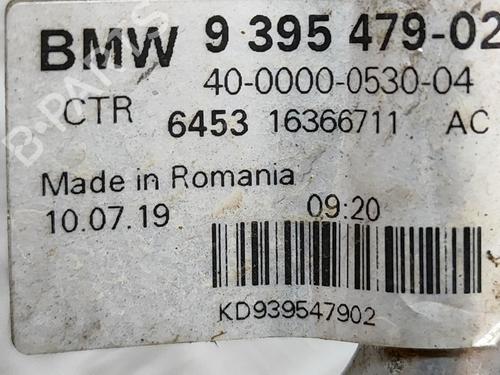 BMW 9 395 479-02
40-0000-0530-04
CTR 6453 16366711 AC
Made in Romania
10.07.19 09:20
KD939547902
B-PARTS